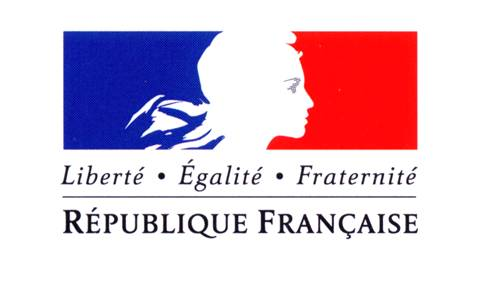 Liberté • Égalité • Fraternité
RÉPUBLIQUE FRANÇAISE